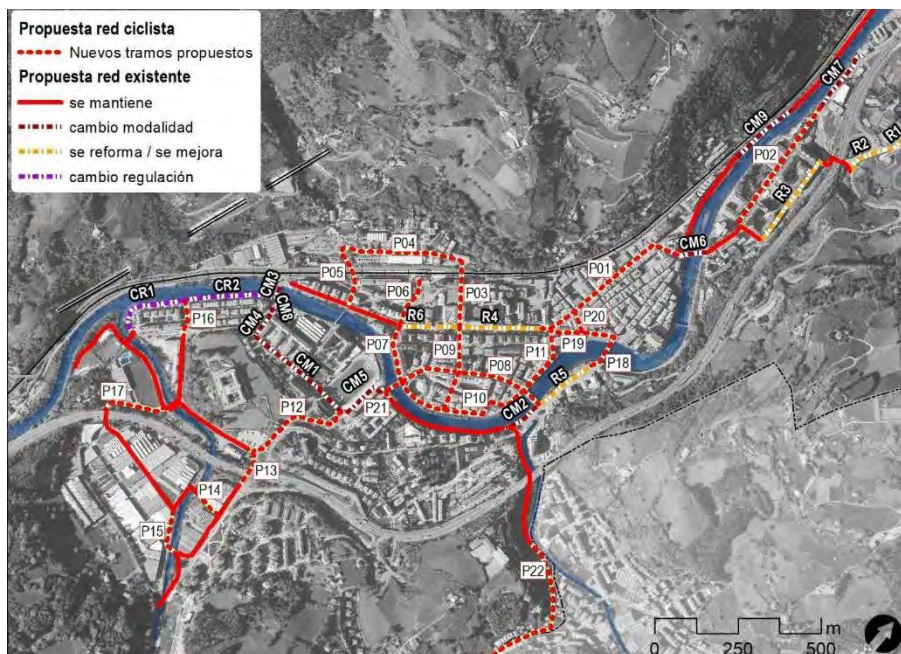 Propuesta red ciclista
Nuevos tramos propuestos
Propuesta red existente
se mantiene
cambio modalidad
se reforma / se mejora
cambio regulación
CM7
CM9
P02
R2
R1
R3
CM6
P04
P01
P05
CM3
P06
P03
CR1
CR2
CM8
P16
R6
R4
P20
CM4
P07
P19
P09
P11
P18
CM1
P08
R5
CM5
P17
P12
P21
P10
CM2
P13
P14
P15
P22
0
250
500
m